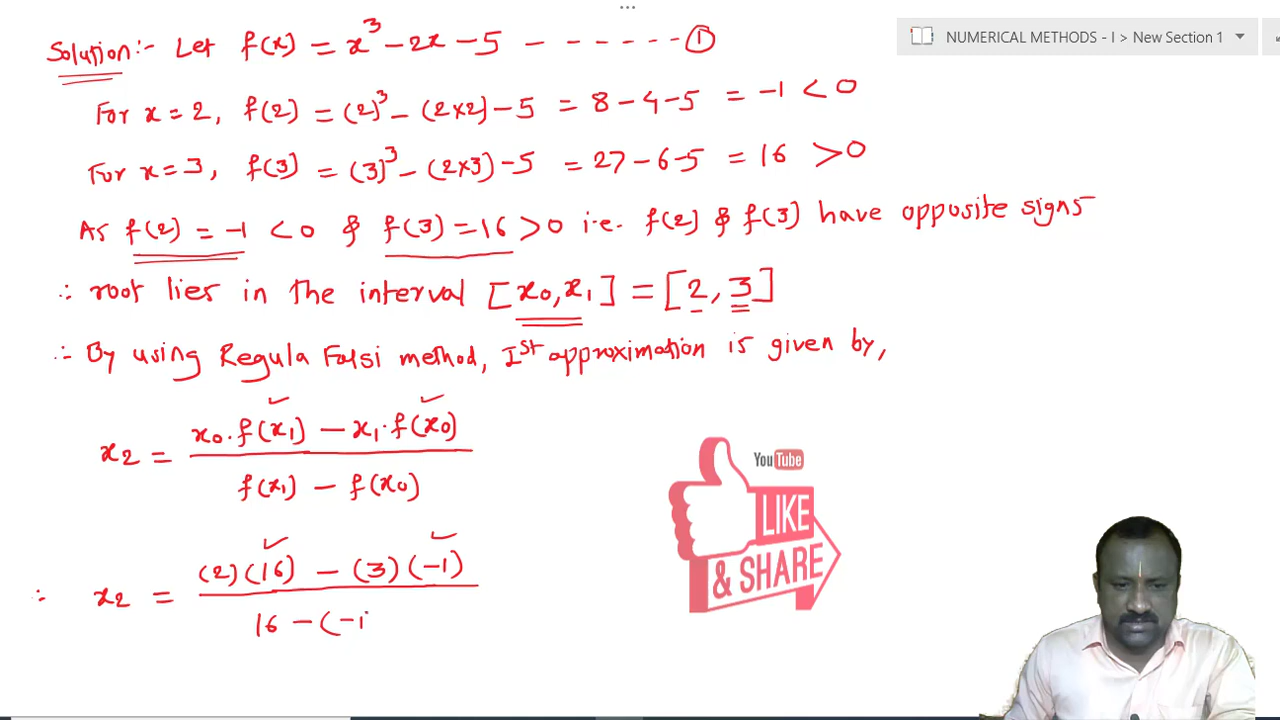 ...
NUMERICAL METHODS - I > New Section 1
Solution:- Let f(x) = x³ - 2x - 5 - - - - - - - ①
For x = 2, f(2) = (2)³ - (2×2) - 5 = 8 - 4 - 5 = -1 < 0
For x = 3, f(3) = (3)³ - (2×3) - 5 = 27 - 6 - 5 = 16 > 0
As f(2) = -1 < 0 & f(3) = 16 > 0 i.e. f(2) & f(3) have opposite signs
∴ root lies in the interval [x₀, x₁] = [2, 3]
∴ By using Regula Falsi method, Ist approximation is given by,
x₂ = x₀·f(x₁) - x₁·f(x₀)
f(x₁) - f(x₀)
∴ x₂ = (2)(16) - (3)(-1)
16 - (-1
YouTube
LIKE
& SHARE